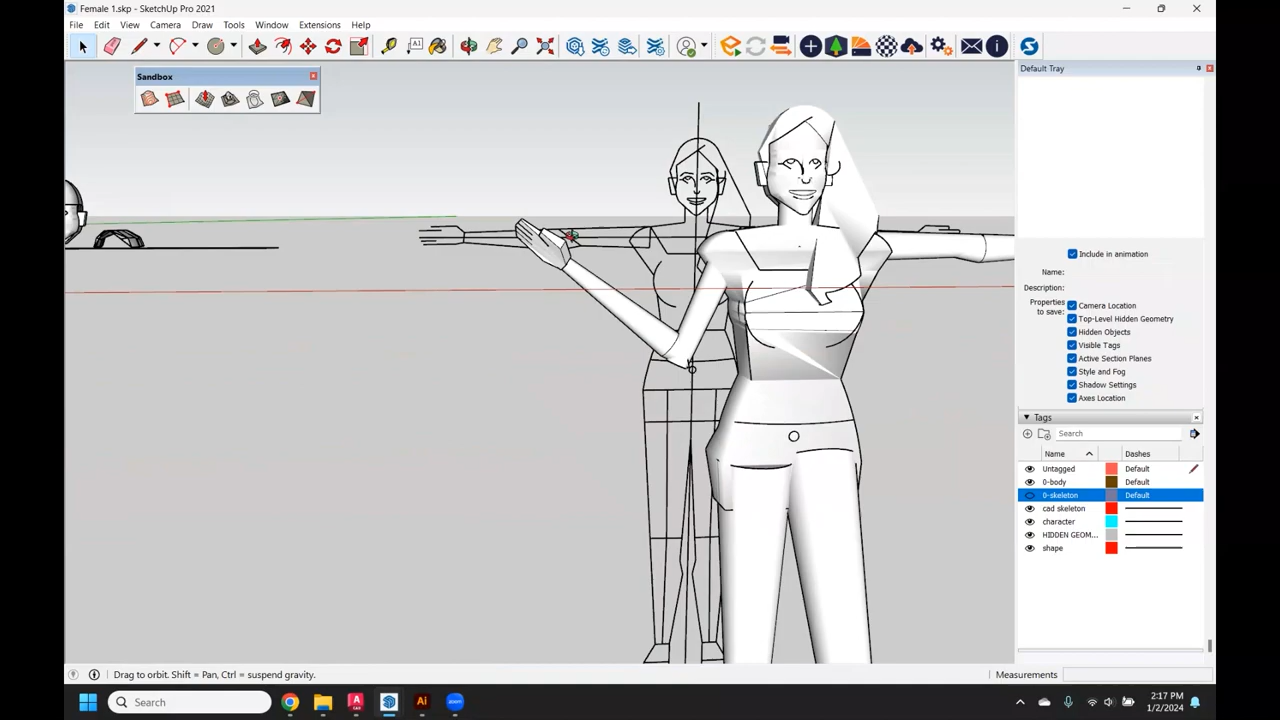 Female 1.skp - SketchUp Pro 2021
File Edit View Camera Draw Tools Window Extensions Help
Sandbox
Default Tray
Include in animation
Name:
Description:
Properties to save:
Camera Location
Top-Level Hidden Geometry
Hidden Objects
Visible Tags
Active Section Planes
Style and Fog
Shadow Settings
Axes Location
Tags
Search
Name Dashes
Untagged Default
0-body Default
0-skeleton Default
cad skeleton
character
HIDDEN GEOM...
shape
Drag to orbit. Shift = Pan, Ctrl = suspend gravity.
Measurements
Search
2:17 PM
1/2/2024